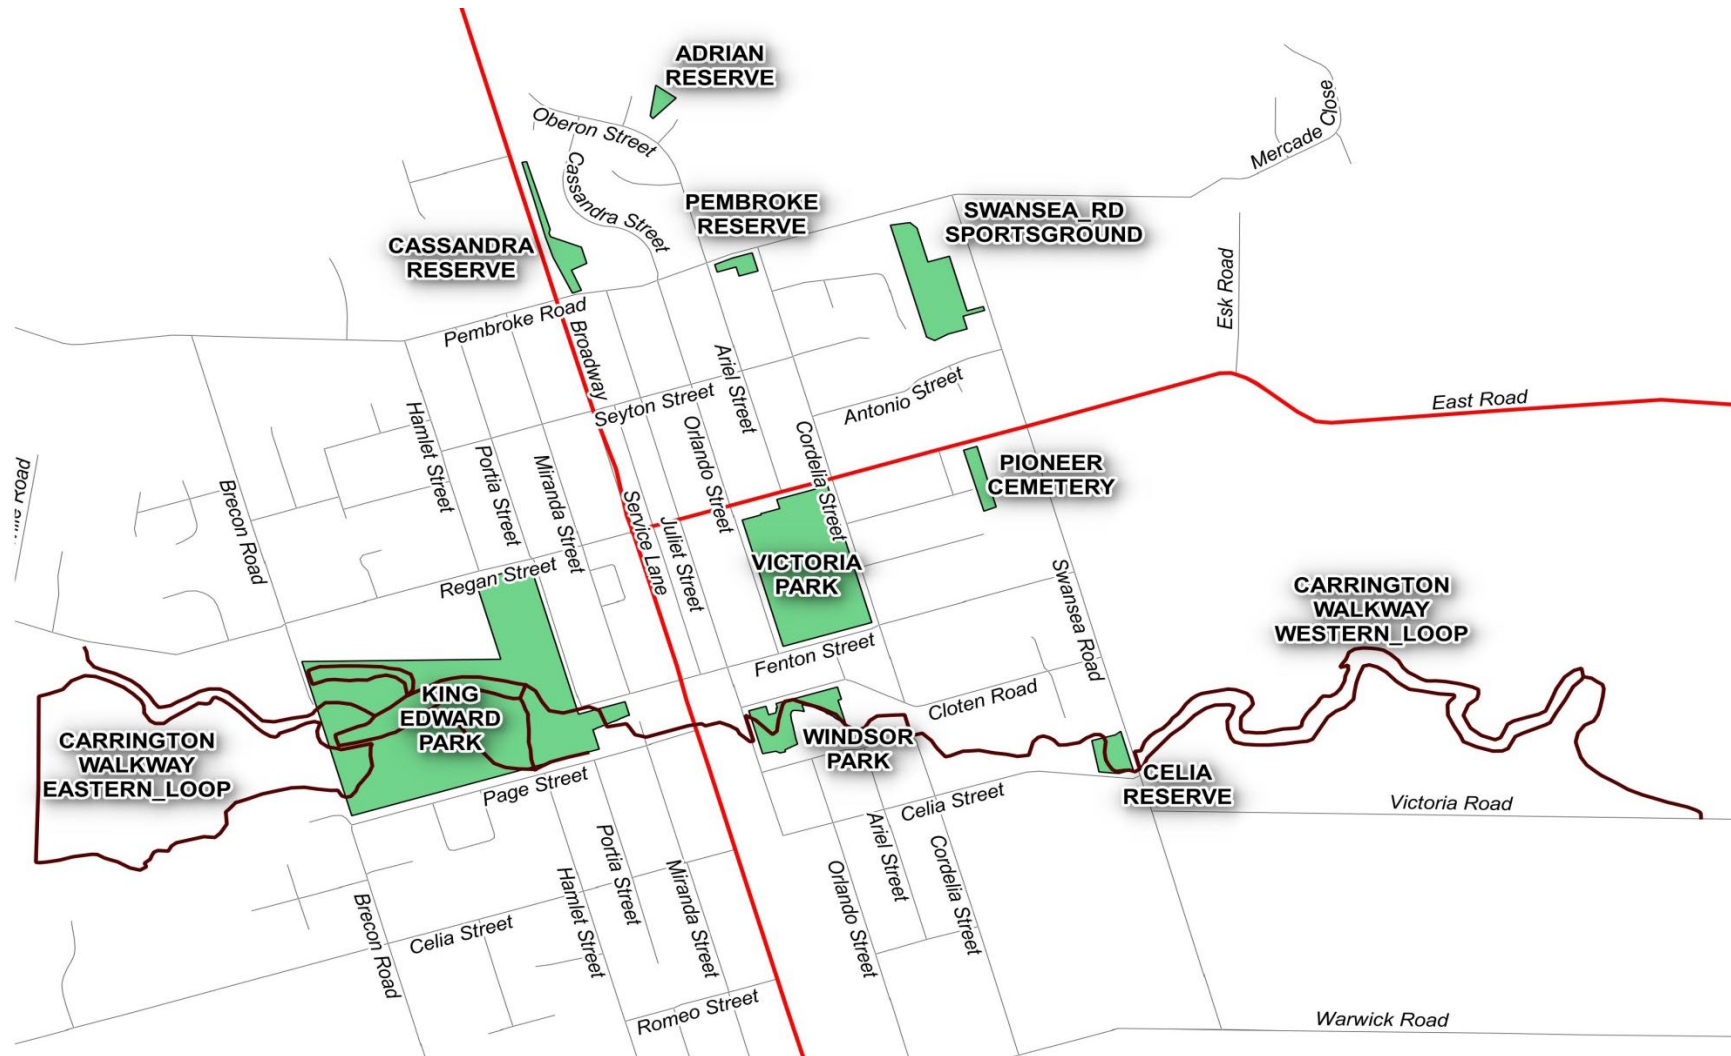 ADRIAN
RESERVE
Oberon Street
Cassandra Street
Mercade Close
PEMBROKE
RESERVE
SWANSEA_RD
SPORTSGROUND
CASSANDRA
RESERVE
Esk Road
Pembroke Road
Broadway
Ariel Street
Seyton Street
Antonio Street
East Road
Hamlet Street
Portia Street
Miranda Street
Orlando Street
Cordelia Street
PIONEER
CEMETERY
Road
Brecon Road
Service Lane
Juliet Street
VICTORIA
PARK
Regan Street
Swansea Road
CARRINGTON
WALKWAY
WESTERN_LOOP
Fenton Street
KING
EDWARD
PARK
Cloten Road
CARRINGTON
WALKWAY
EASTERN_LOOP
WINDSOR
PARK
CELIA
RESERVE
Page Street
Celia Street
Victoria Road
Portia Street
Ariel Street
Hamlet Street
Miranda Street
Orlando Street
Cordelia Street
Brecon Road
Celia Street
Romeo Street
Warwick Road